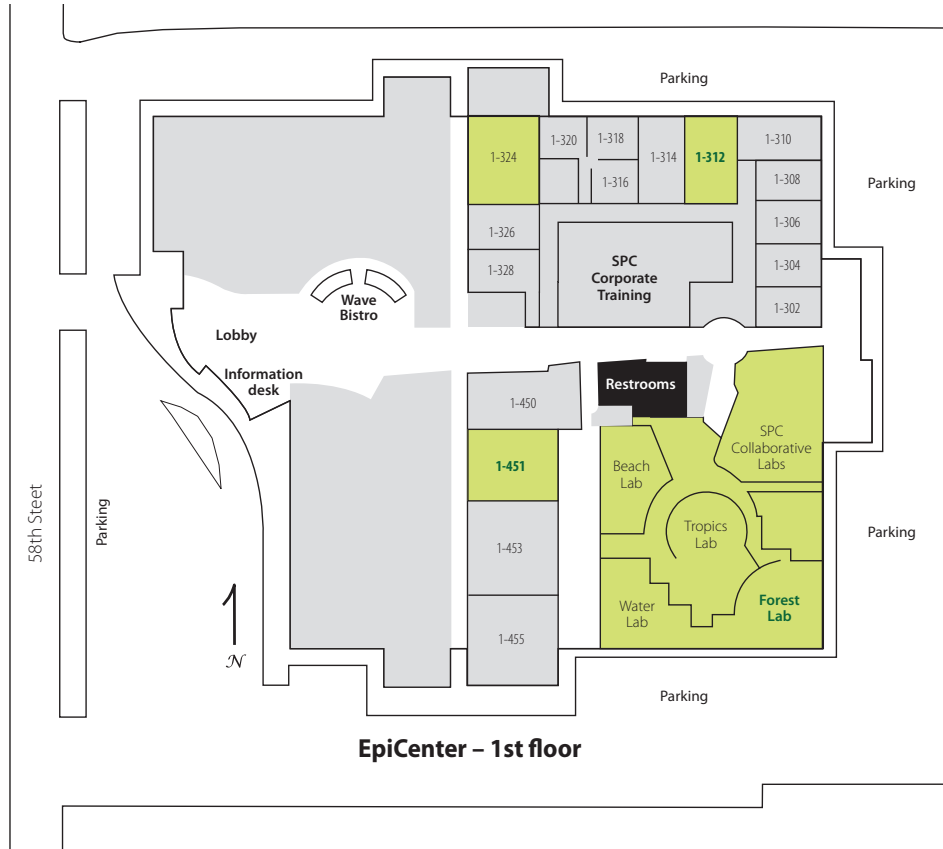 Parking
1-324
1-320
1-318
1-316
1-314
1-312
1-310
Parking
1-308
1-306
1-304
1-302
1-326
1-328
SPC
Corporate
Training
Wave
Bistro
Lobby
Information
desk
Restrooms
1-450
1-451
1-453
1-455
Beach
Lab
SPC
Collaborative
Labs
Tropics
Lab
Water
Lab
Forest
Lab
Parking
Parking
58th Steet
Parking
N
EpiCenter – 1st floor